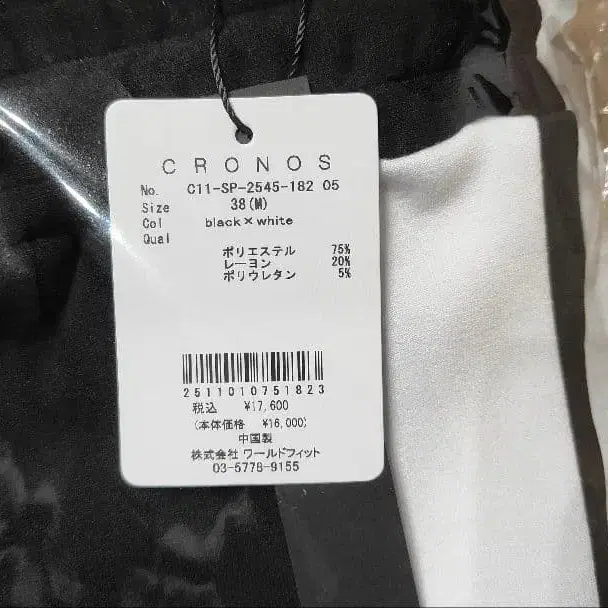 CRONOS
No. C11-SP-2545-182 05
Size 38(M)
Col black×white
Qual
ポリエステル 75%
レーヨン 20%
ポリウレタン 5%
2511010751823
税込 ¥17,600
(本体価格 ¥16,000)
中国製
株式会社 ワールドフィット
03-5778-9155